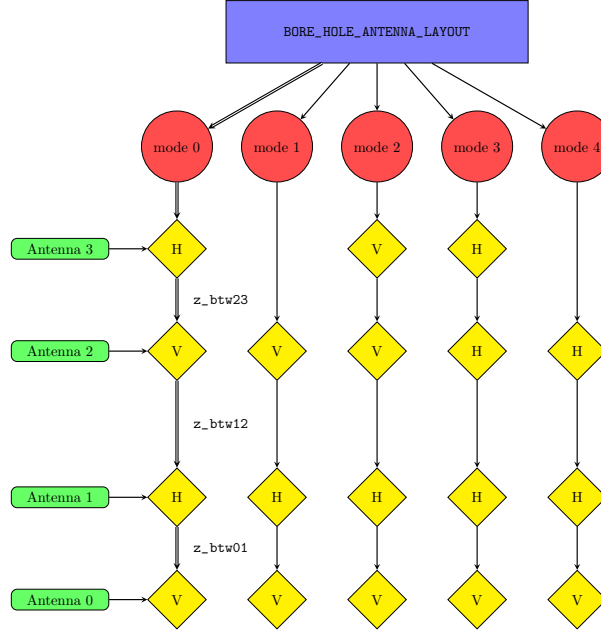 BORE_HOLE_ANTENNA_LAYOUT
mode 0 mode 1 mode 2 mode 3 mode 4
Antenna 3 H V H
z_btw23
Antenna 2 V V V H H
z_btw12
Antenna 1 H H H H H
z_btw01
Antenna 0 V V V V V